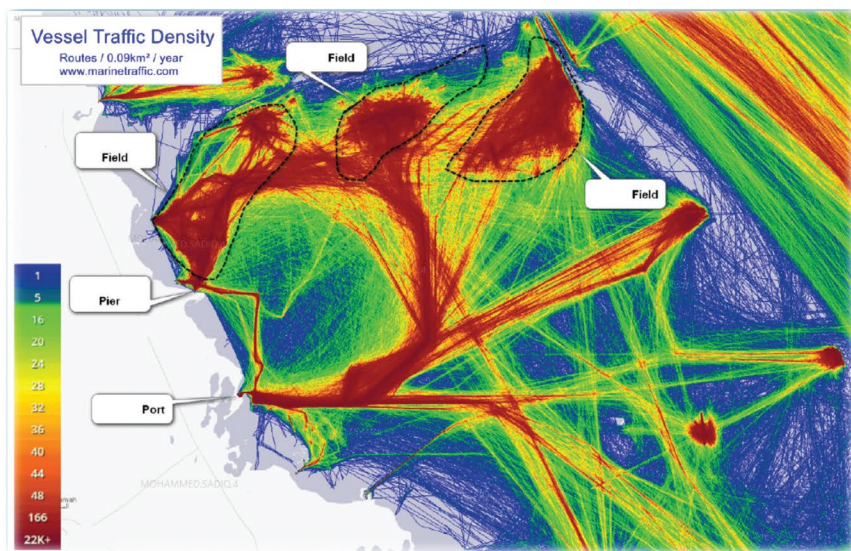 Vessel Traffic Density
Routes / 0.09km² / year
www.marinetraffic.com
Field
Field
Field
Pier
Port
1
5
16
20
24
28
32
36
40
44
48
166
22K+
MOHAMMED.SADIQ.4